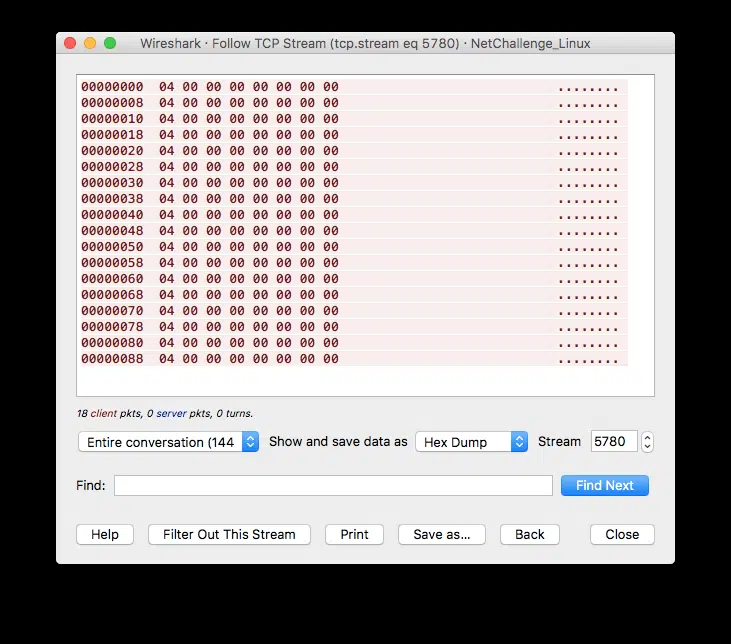 Wireshark · Follow TCP Stream (tcp.stream eq 5780) · NetChallenge_Linux
00000000  04 00 00 00 00 00 00 00  ........
00000008  04 00 00 00 00 00 00 00  ........
00000010  04 00 00 00 00 00 00 00  ........
00000018  04 00 00 00 00 00 00 00  ........
00000020  04 00 00 00 00 00 00 00  ........
00000028  04 00 00 00 00 00 00 00  ........
00000030  04 00 00 00 00 00 00 00  ........
00000038  04 00 00 00 00 00 00 00  ........
00000040  04 00 00 00 00 00 00 00  ........
00000048  04 00 00 00 00 00 00 00  ........
00000050  04 00 00 00 00 00 00 00  ........
00000058  04 00 00 00 00 00 00 00  ........
00000060  04 00 00 00 00 00 00 00  ........
00000068  04 00 00 00 00 00 00 00  ........
00000070  04 00 00 00 00 00 00 00  ........
00000078  04 00 00 00 00 00 00 00  ........
00000080  04 00 00 00 00 00 00 00  ........
00000088  04 00 00 00 00 00 00 00  ........
18 client pkts, 0 server pkts, 0 turns.
Entire conversation (144 Show and save data as Hex Dump Stream 5780
Find: Find Next
Help Filter Out This Stream Print Save as... Back Close